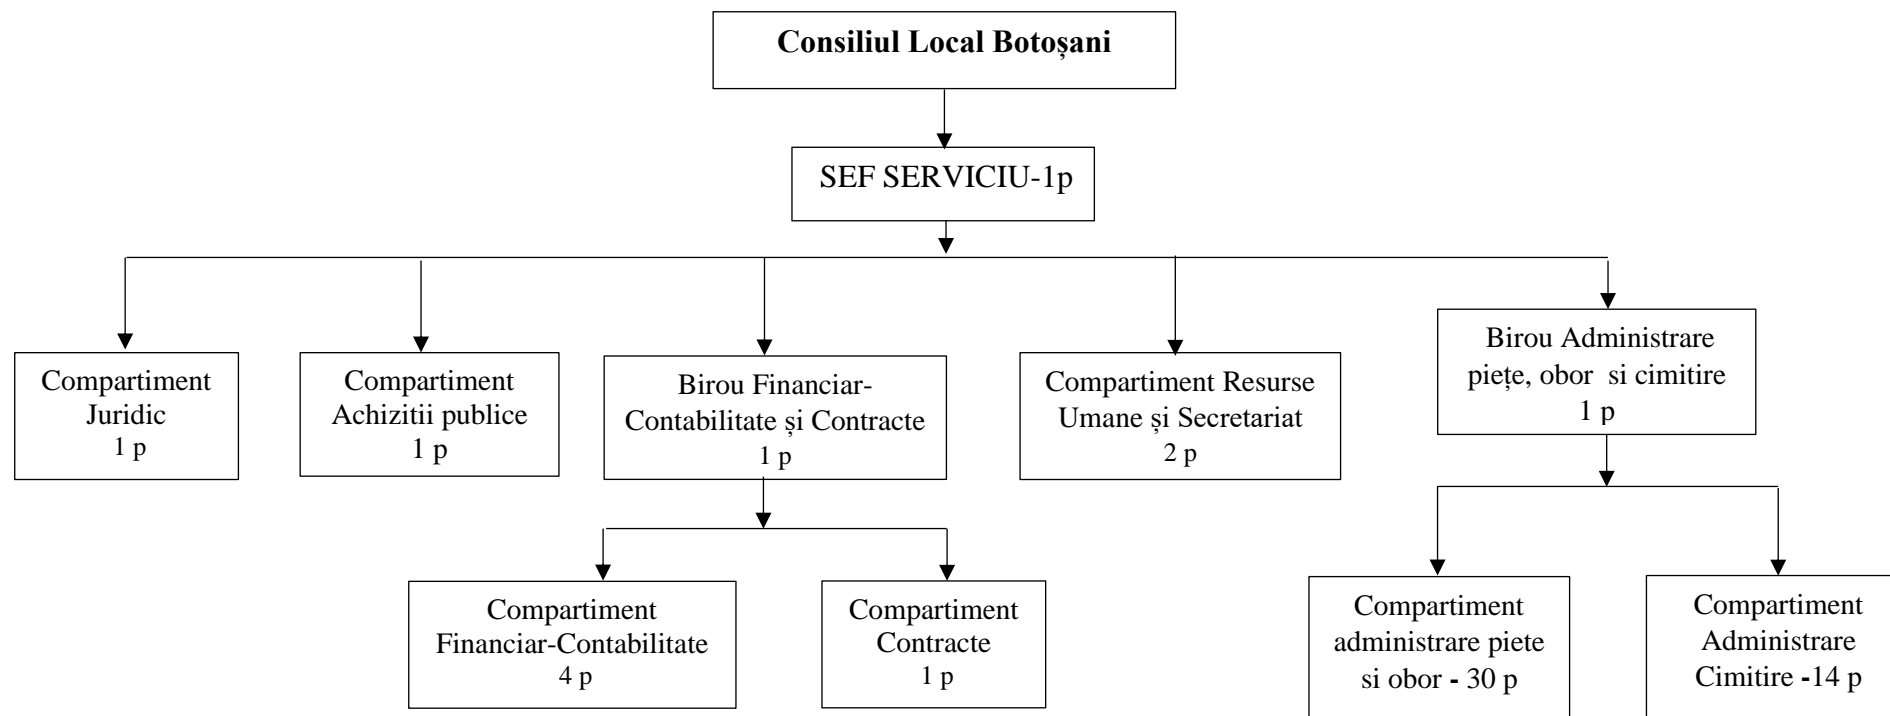 Consiliul Local Botoșani
SEF SERVICIU-1p
Compartiment
Juridic
1 p
Compartiment
Achizitii publice
1 p
Birou Financiar-
Contabilitate și Contracte
1 p
Compartiment Resurse
Umane și Secretariat
2 p
Birou Administrare
piețe, obor si cimitire
1 p
Compartiment
Financiar-Contabilitate
4 p
Compartiment
Contracte
1 p
Compartiment
administrare piete
si obor - 30 p
Compartiment
Administrare
Cimitire -14 p